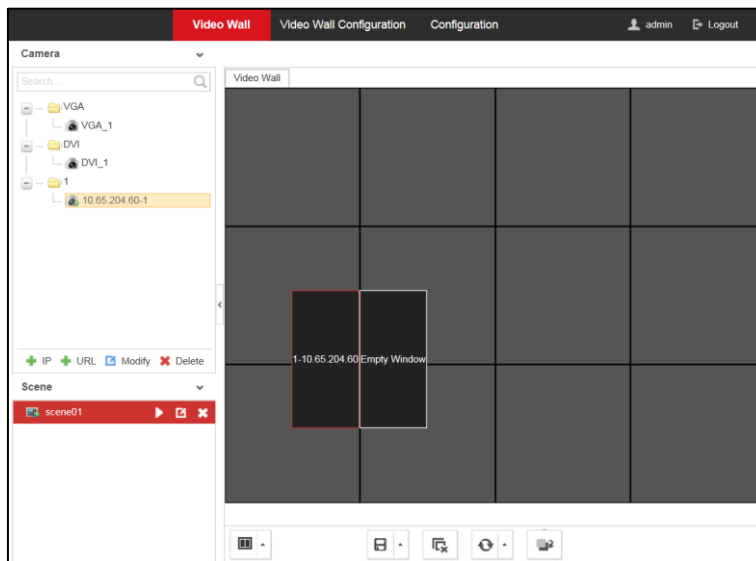 Video Wall Video Wall Configuration Configuration admin Logout
Camera
Search...
VGA
VGA_1
DVI
DVI_1
1
10.65.204.60-1
IP URL Modify Delete
Scene
scene01
Video Wall
1-10.65.204.60 Empty Window
2